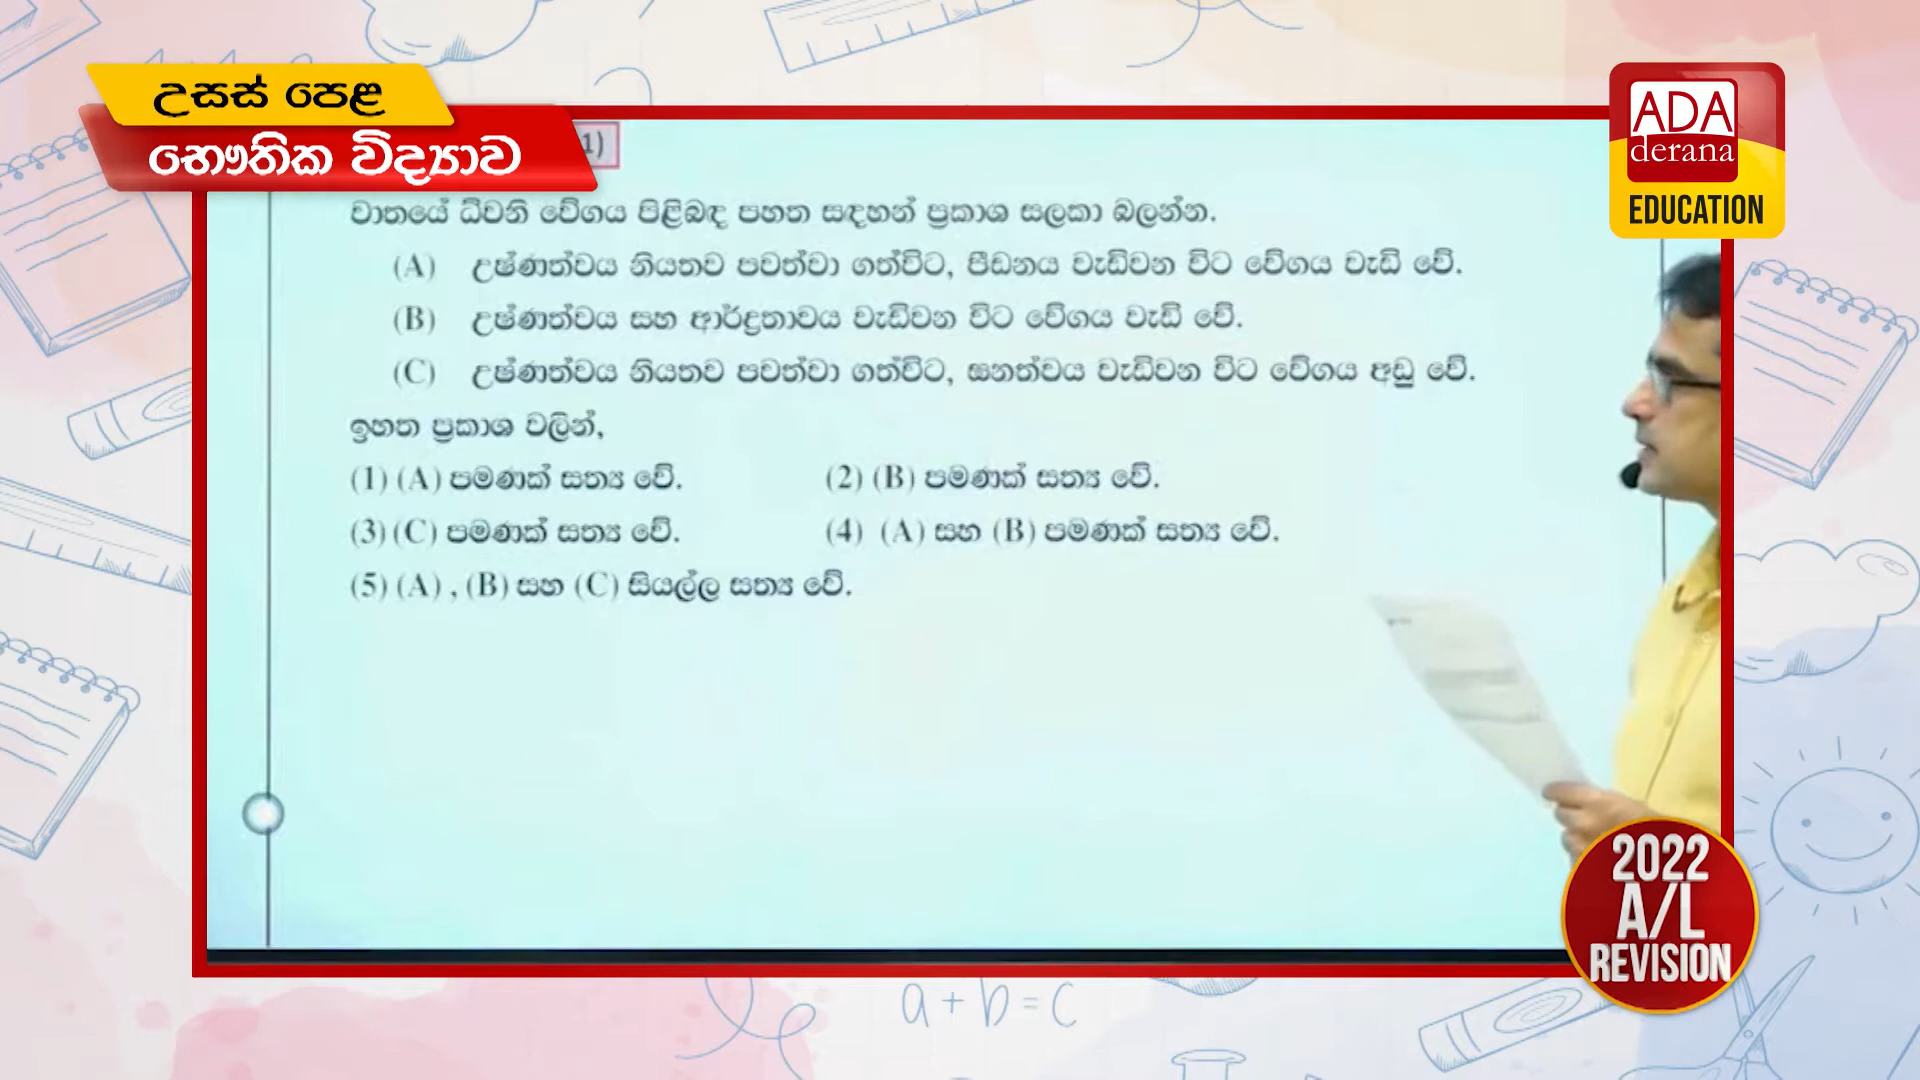 උසස් පෙළ
භෞතික විද්‍යාව
1)
ADA
derana
EDUCATION
වාතයේ ධ්වනි වේගය පිළිබඳ පහත සඳහන් ප්‍රකාශ සලකා බලන්න.
(A) උෂ්ණත්වය නියතව පවත්වා ගත්විට, පීඩනය වැඩිවන විට වේගය වැඩි වේ.
(B) උෂ්ණත්වය සහ ආර්ද්‍රතාවය වැඩිවන විට වේගය වැඩි වේ.
(C) උෂ්ණත්වය නියතව පවත්වා ගත්විට, ඝනත්වය වැඩිවන විට වේගය අඩු වේ.
ඉහත ප්‍රකාශ වලින්,
(1) (A) පමණක් සත්‍ය වේ. (2) (B) පමණක් සත්‍ය වේ.
(3) (C) පමණක් සත්‍ය වේ. (4) (A) සහ (B) පමණක් සත්‍ය වේ.
(5) (A) , (B) සහ (C) සියල්ල සත්‍ය වේ.
2022
A/L
REVISION
a + b = c